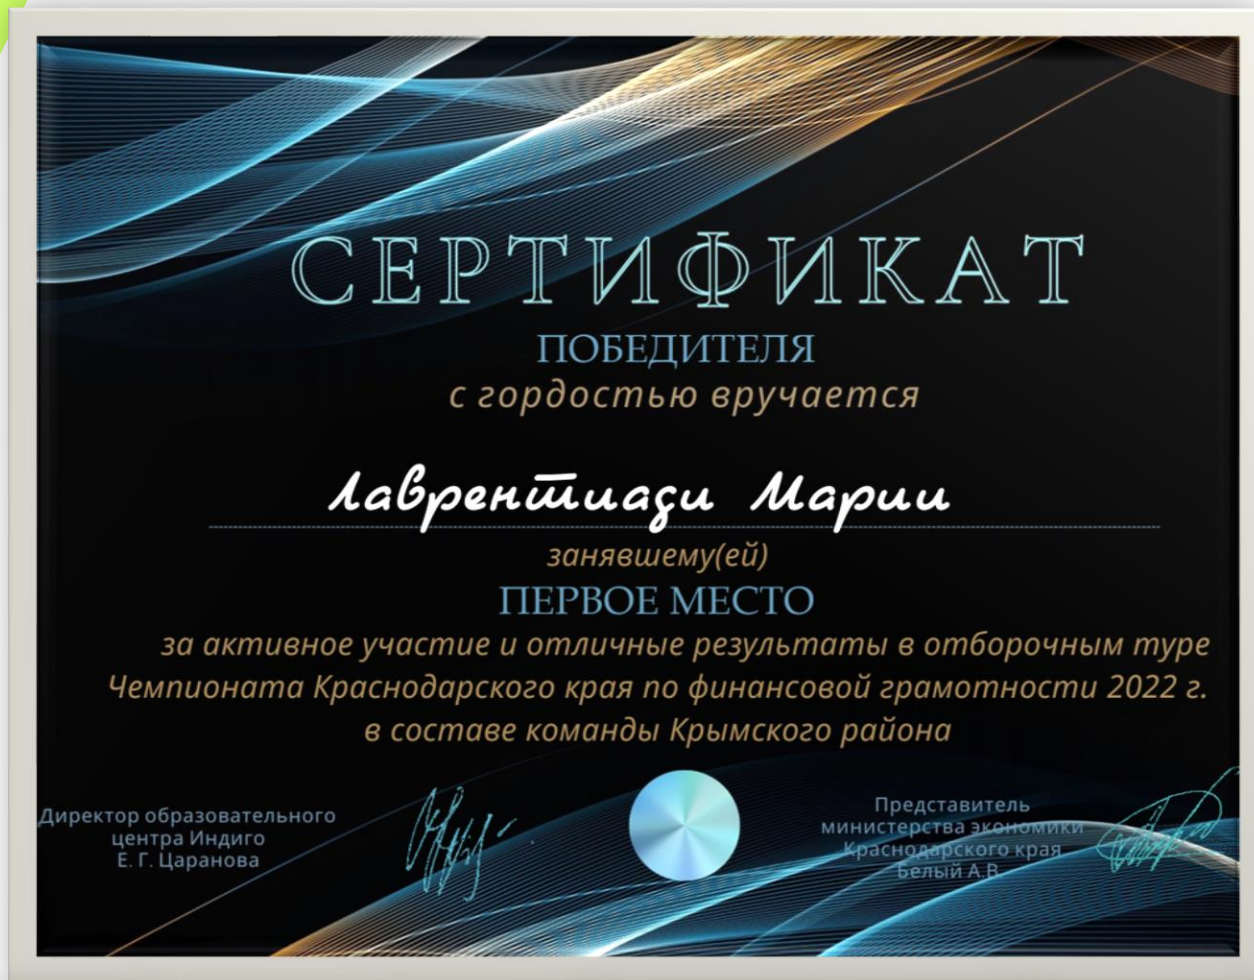 СЕРТИФИКАТ
ПОБЕДИТЕЛЯ
с гордостью вручается
Лаврентиади Марии
занявшему(ей)
ПЕРВОЕ МЕСТО
за активное участие и отличные результаты в отборочным туре
Чемпионата Краснодарского края по финансовой грамотности 2022 г.
в составе команды Крымского района
Директор образовательного
центра Индиго
Е. Г. Царанова
Представитель
министерства экономики
Краснодарского края
Белый А.В.